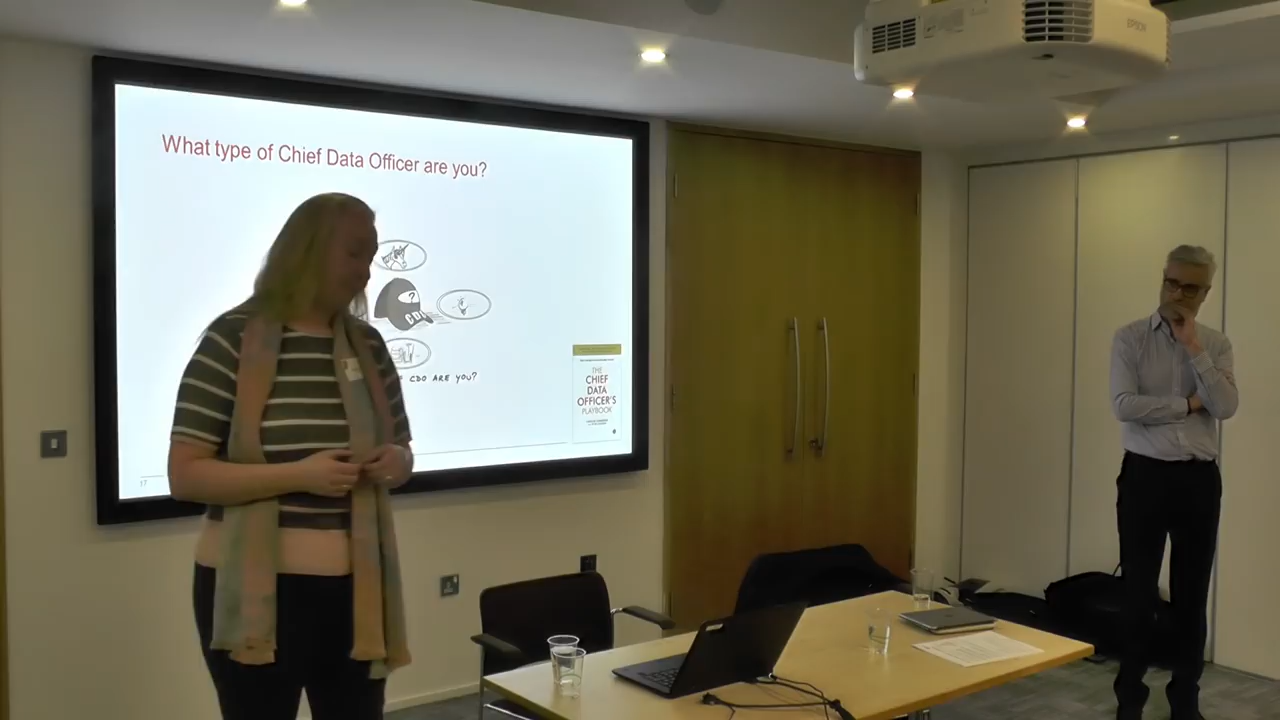 What type of Chief Data Officer are you?
?
CDO ARE YOU?
THE
CHIEF
DATA
OFFICER'S
PLAYBOOK
17
EPSON